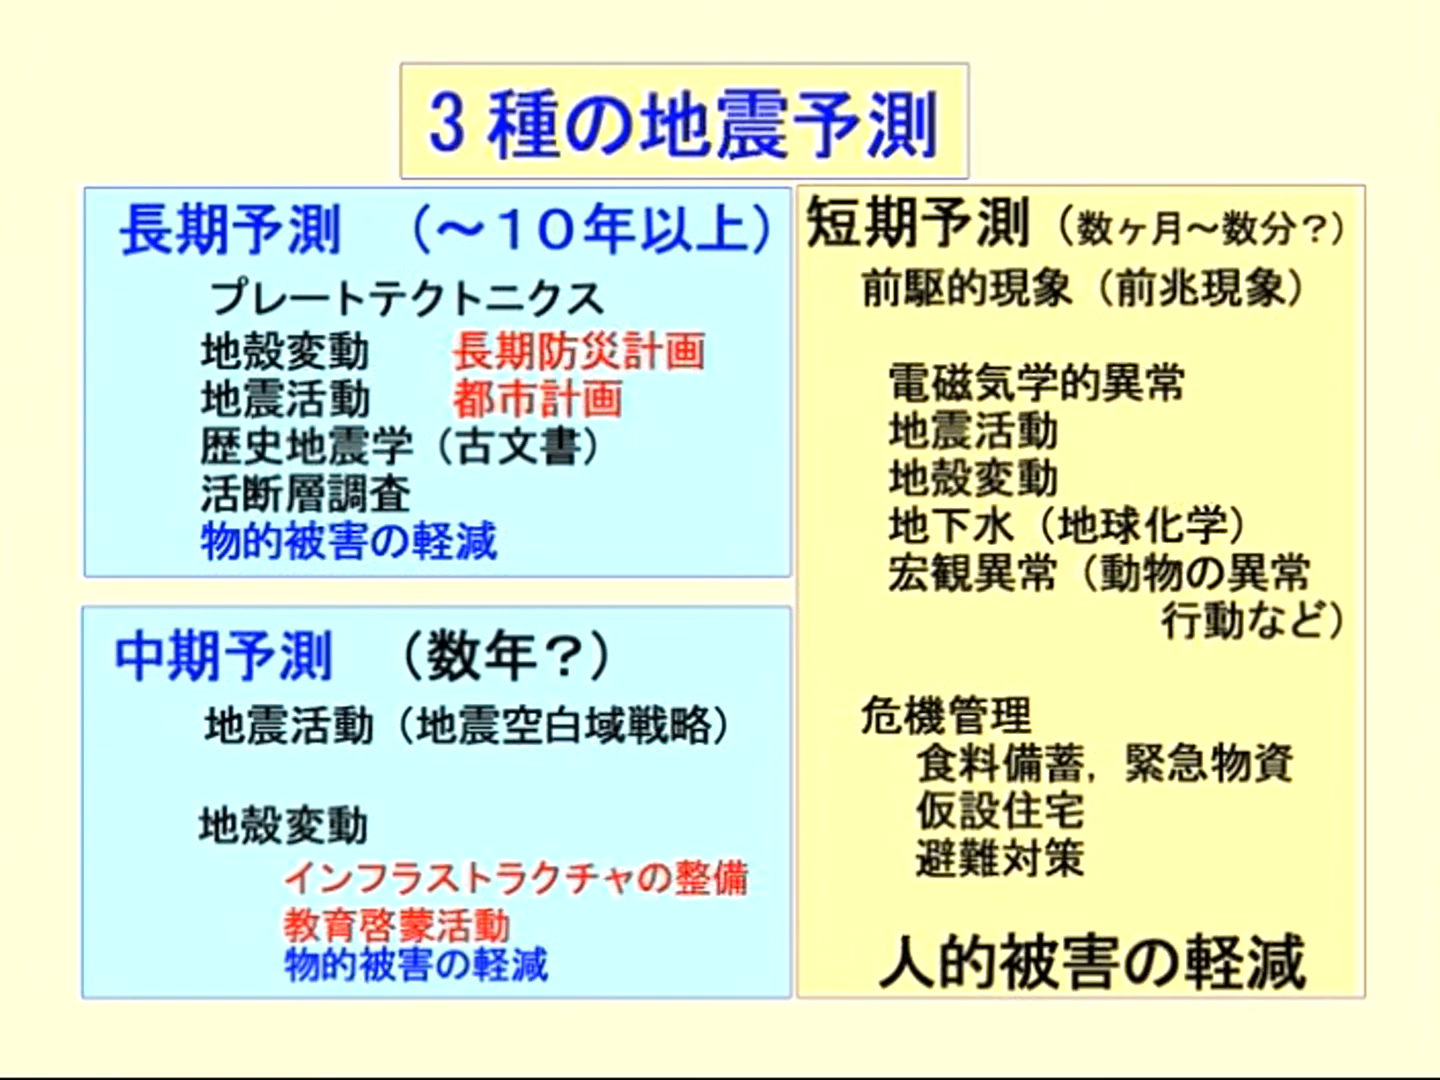 3種の地震予測
長期予測 （～１０年以上）
プレートテクトニクス
地殻変動 長期防災計画
地震活動 都市計画
歴史地震学（古文書）
活断層調査
物的被害の軽減
中期予測 （数年？）
地震活動（地震空白域戦略）
地殻変動
インフラストラクチャの整備
教育啓蒙活動
物的被害の軽減
短期予測（数ヶ月～数分？）
前駆的現象（前兆現象）
電磁気学的異常
地震活動
地殻変動
地下水（地球化学）
宏観異常（動物の異常
行動など）
危機管理
食料備蓄，緊急物資
仮設住宅
避難対策
人的被害の軽減